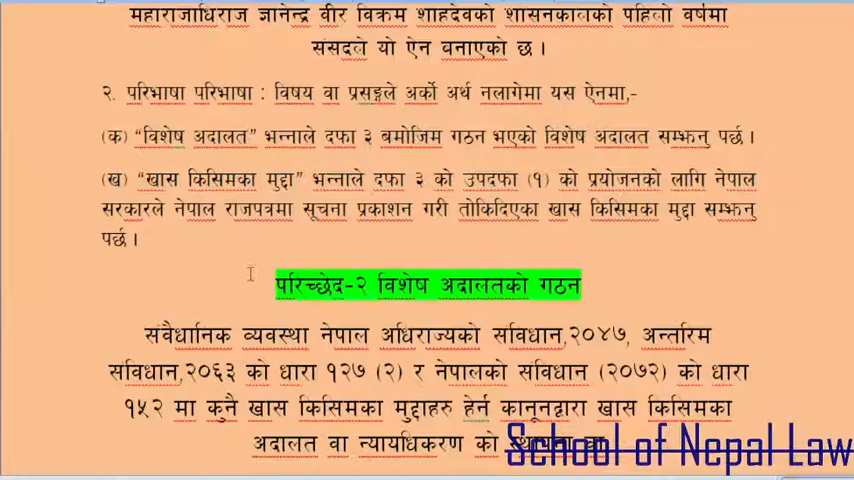 महाराजाधिराज ज्ञानेन्द्र वीर विक्रम शाहदेवको शासनकालको पहिलो वर्षमा
संसदले यो ऐन बनाएको छ ।
२. परिभाषा परिभाषा : विषय वा प्रसङ्गले अर्को अर्थ नलागेमा यस ऐनमा,-
(क) “विशेष अदालत” भन्नाले दफा ३ बमोजिम गठन भएको विशेष अदालत सम्झनु पर्छ ।
(ख) “खास किसिमका मुद्दा” भन्नाले दफा ३ को उपदफा (१) को प्रयोजनको लागि नेपाल
सरकारले नेपाल राजपत्रमा सूचना प्रकाशन गरी तोकिदिएका खास किसिमका मुद्दा सम्झनु
पर्छ ।
परिच्छेद-२ विशेष अदालतको गठन
संवैधानिक व्यवस्था नेपाल अधिराज्यको संविधान,२०४७, अन्तरिम
संविधान,२०६३ को धारा १२७ (२) र नेपालको संविधान (२०७२) को धारा
१५२ मा कुनै खास किसिमका मुद्दाहरु हेर्न कानूनद्वारा खास किसिमका
अदालत वा न्यायधिकरण को स्थापना वा
School of Nepal Law